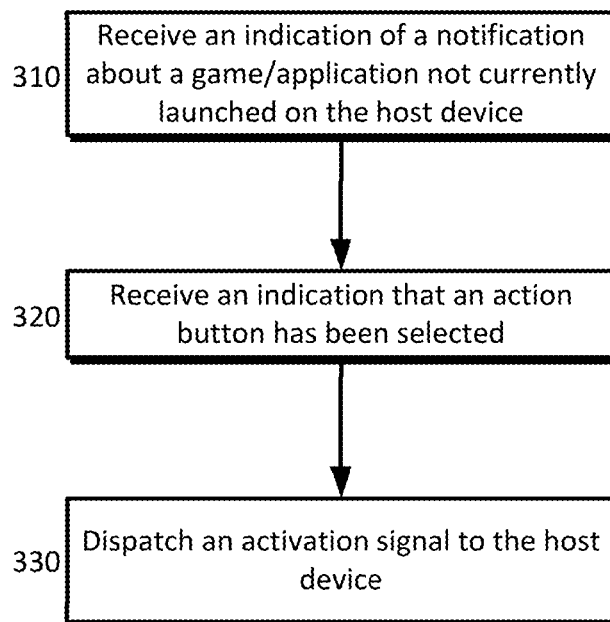 Receive an indication of a notification
310 about a game/application not currently
launched on the host device
Receive an indication that an action
320 button has been selected
Dispatch an activation signal to the host
330 device